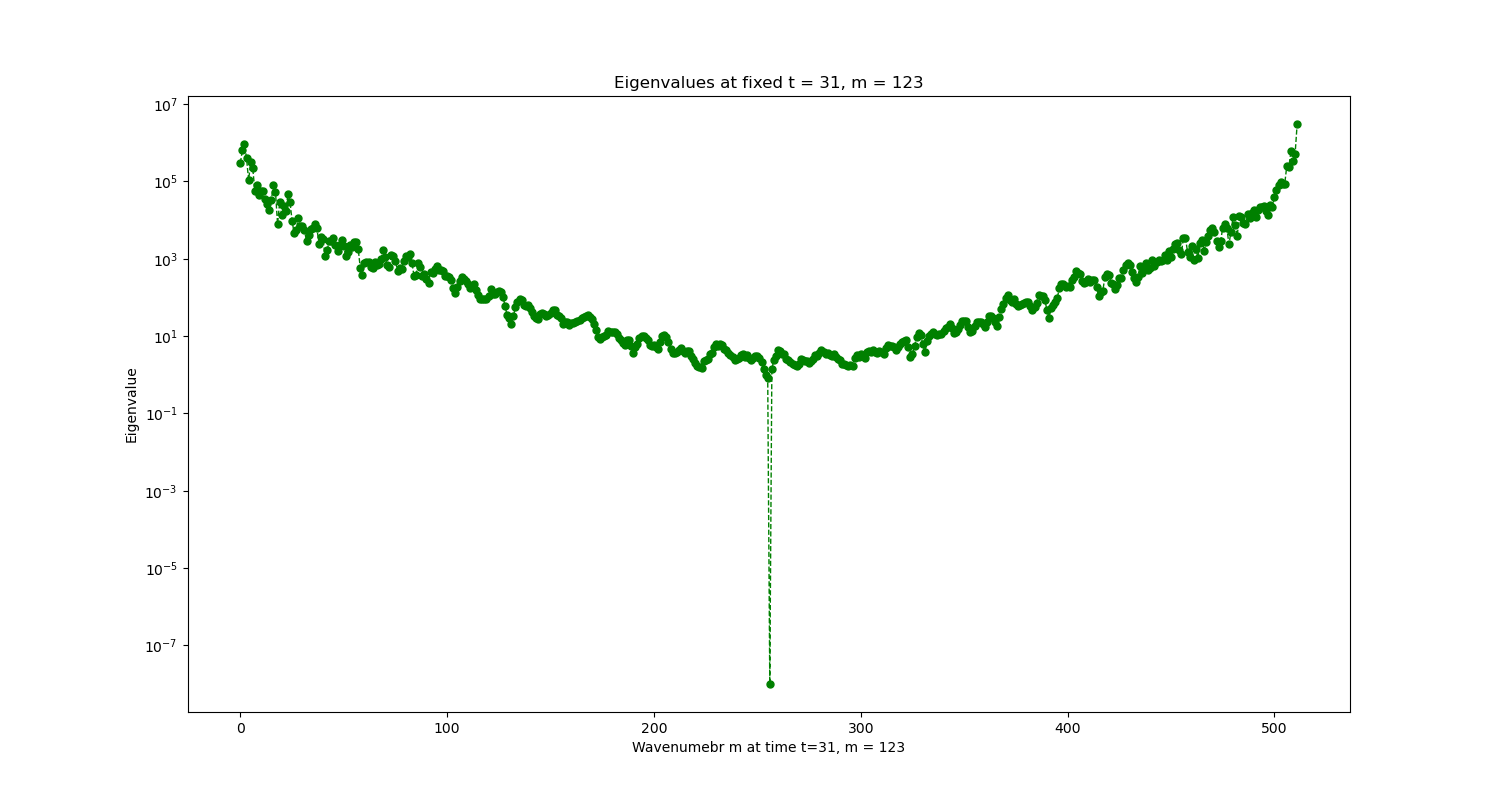 Eigenvalues at fixed t = 31, m = 123
10^7
10^5
10^3
10^1
10^−1
10^−3
10^−5
10^−7
Eigenvalue
0 100 200 300 400 500
Wavenumebr m at time t=31, m = 123